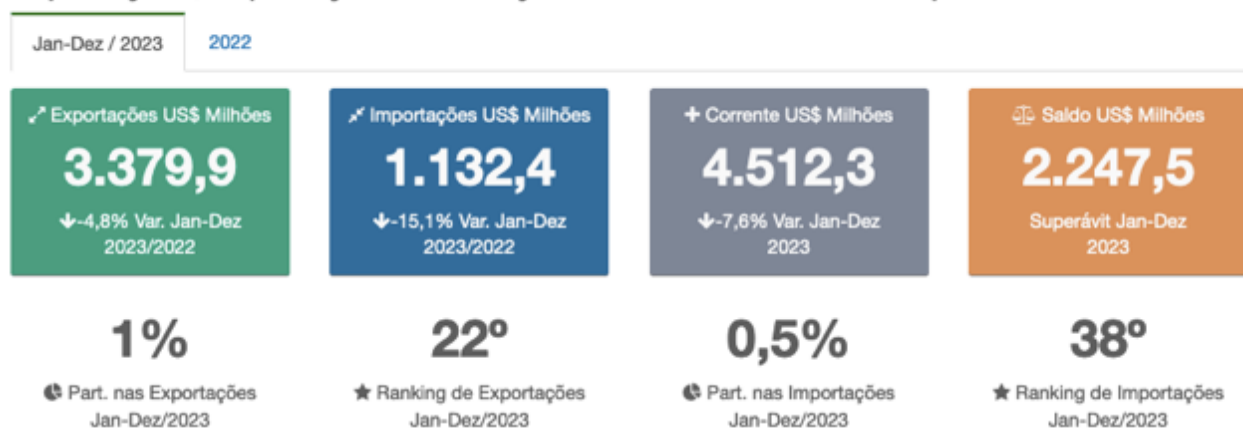 Jan-Dez / 2023
2022
Exportações US$ Milhões
3.379,9
-4,8% Var. Jan-Dez
2023/2022
Importações US$ Milhões
1.132,4
-15,1% Var. Jan-Dez
2023/2022
Corrente US$ Milhões
4.512,3
-7,6% Var. Jan-Dez
2023
Saldo US$ Milhões
2.247,5
Superávit Jan-Dez
2023
1%
Part. nas Exportações
Jan-Dez/2023
22º
Ranking de Exportações
Jan-Dez/2023
0,5%
Part. nas Importações
Jan-Dez/2023
38º
Ranking de Importações
Jan-Dez/2023